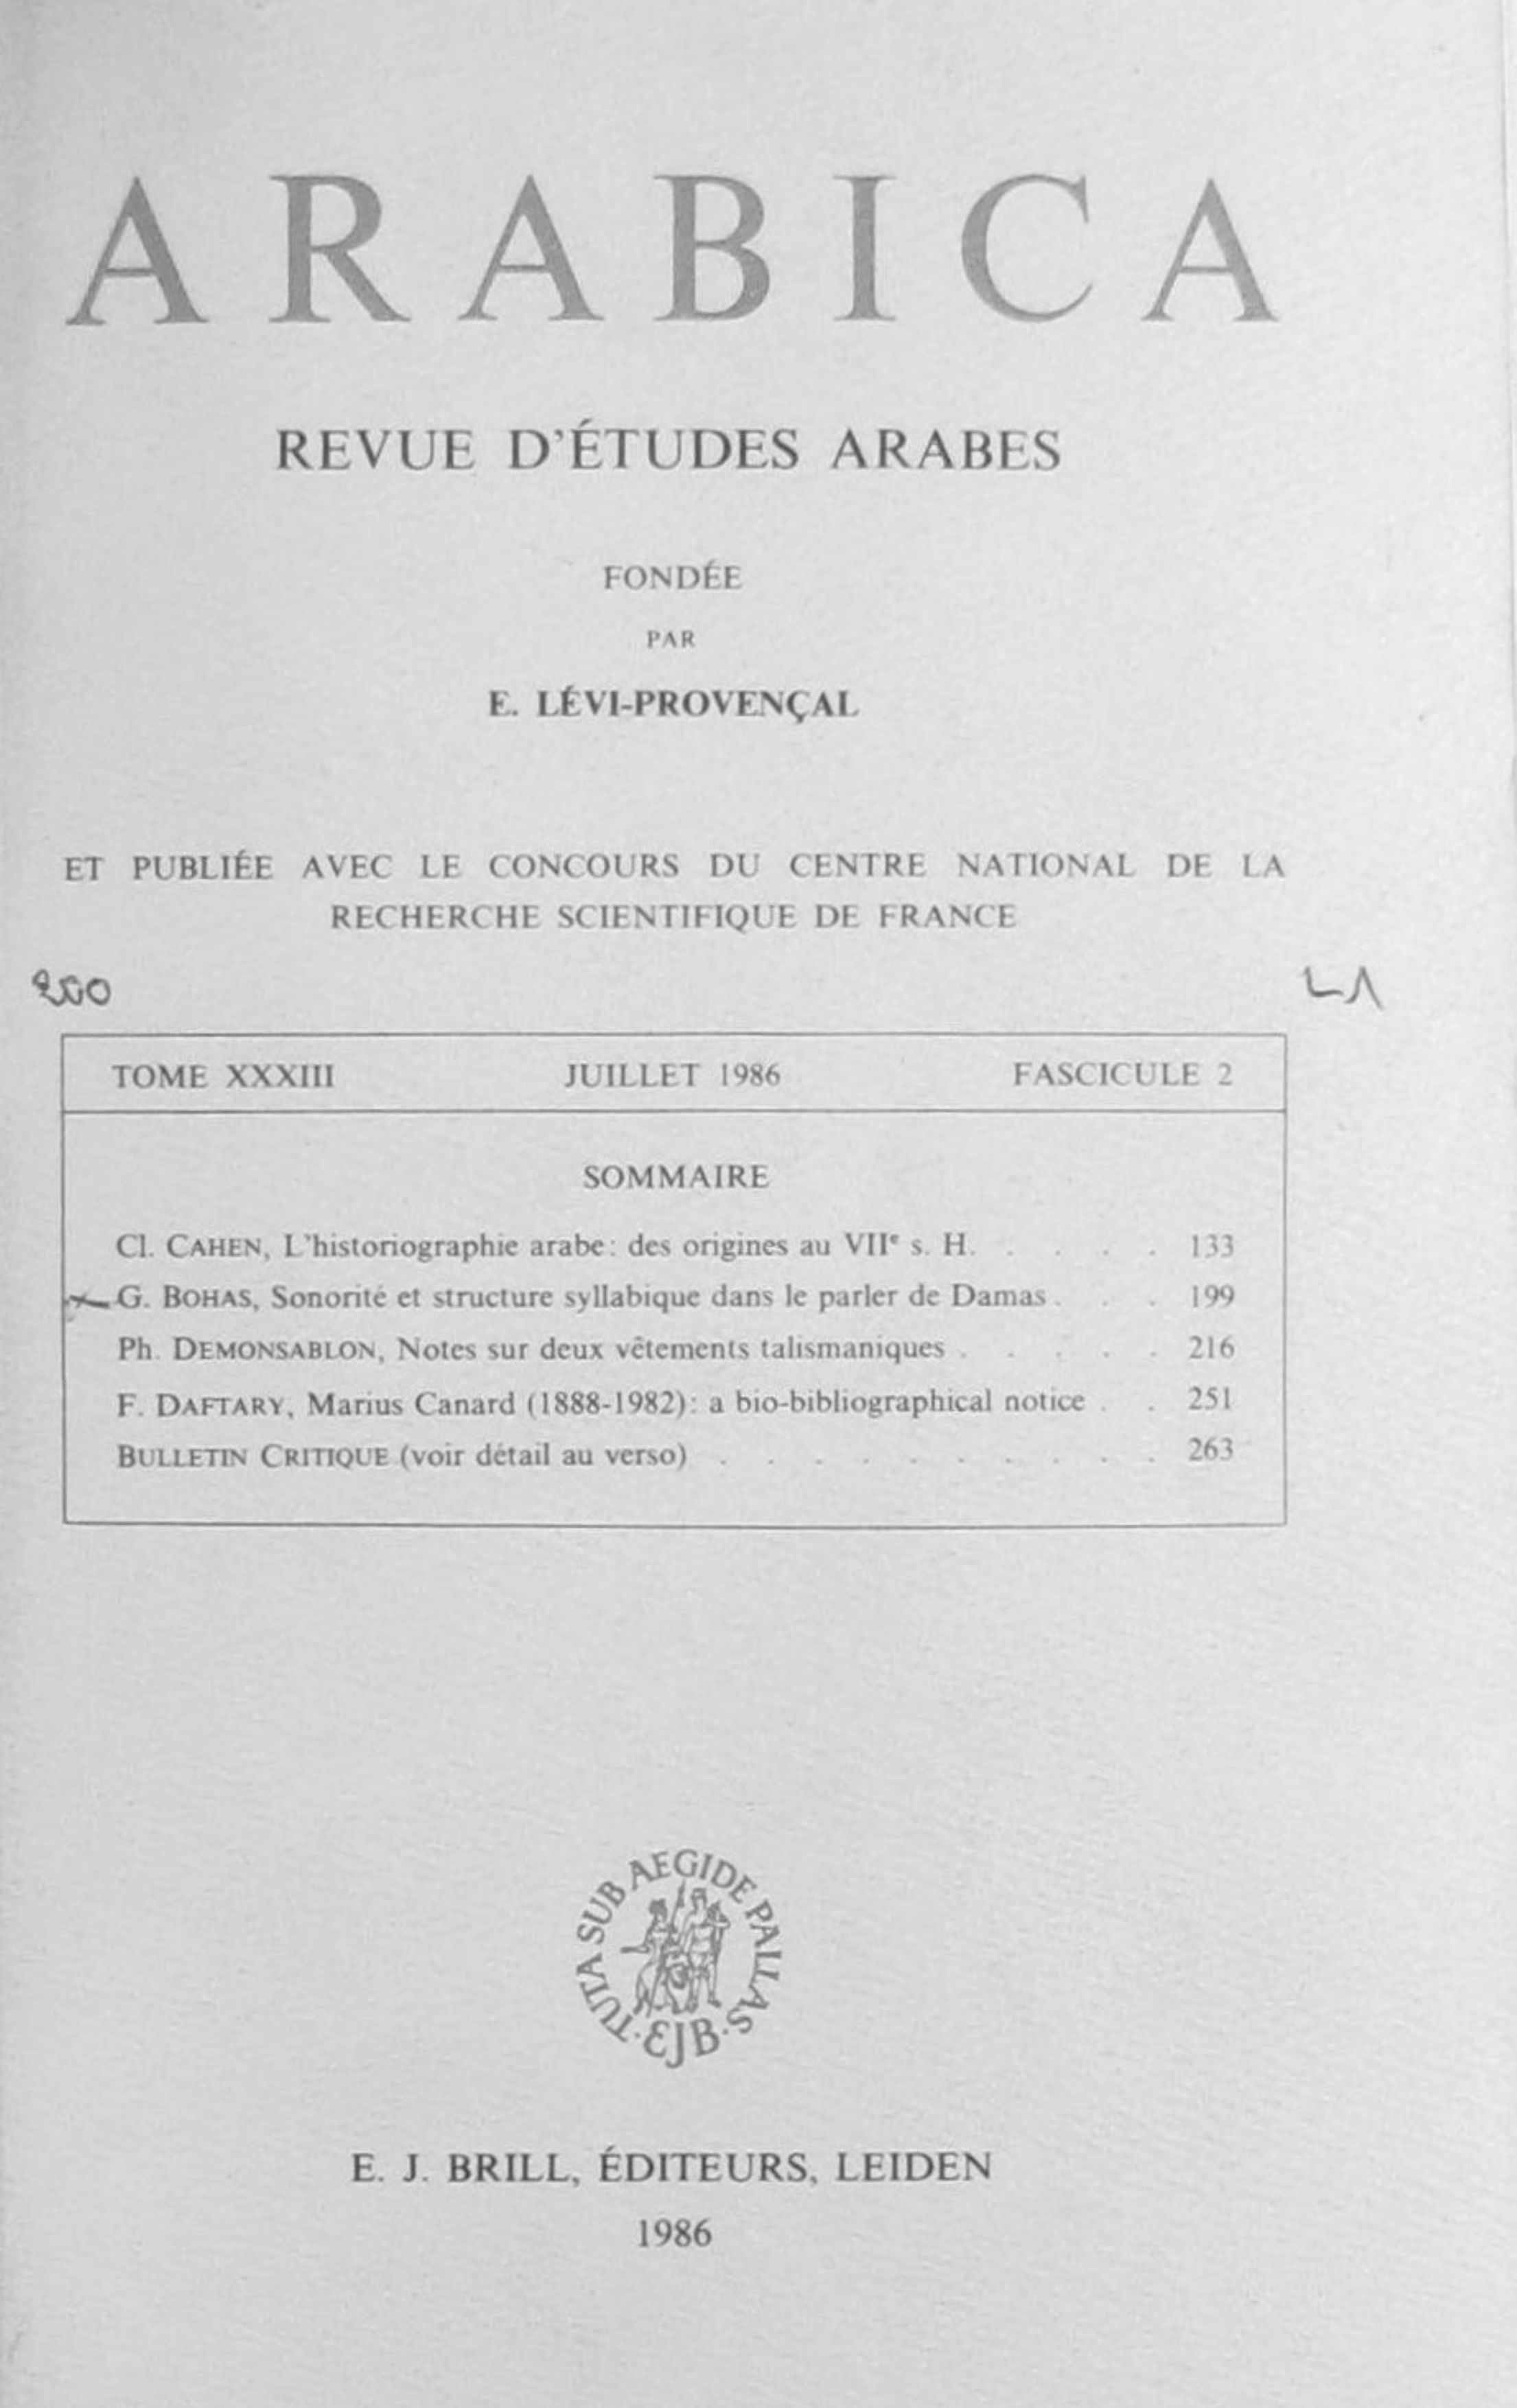 ARABICA
REVUE D'ÉTUDES ARABES
FONDÉE
PAR
E. LÉVI-PROVENÇAL
ET PUBLIÉE AVEC LE CONCOURS DU CENTRE NATIONAL DE LA
RECHERCHE SCIENTIFIQUE DE FRANCE
TOME XXXIII JUILLET 1986 FASCICULE 2
SOMMAIRE
Cl. CAHEN, L'historiographie arabe: des origines au VIIe s. H. . . . . 133
G. BOHAS, Sonorité et structure syllabique dans le parler de Damas . . . 199
Ph. DEMONSABLON, Notes sur deux vêtements talismaniques . . . . . 216
F. DAFTARY, Marius Canard (1888-1982): a bio-bibliographical notice . . 251
BULLETIN CRITIQUE (voir détail au verso) . . . . . . . . . . 263
TUTA SUB AEGIDE PALLAS
·EJB·
E. J. BRILL, ÉDITEURS, LEIDEN
1986